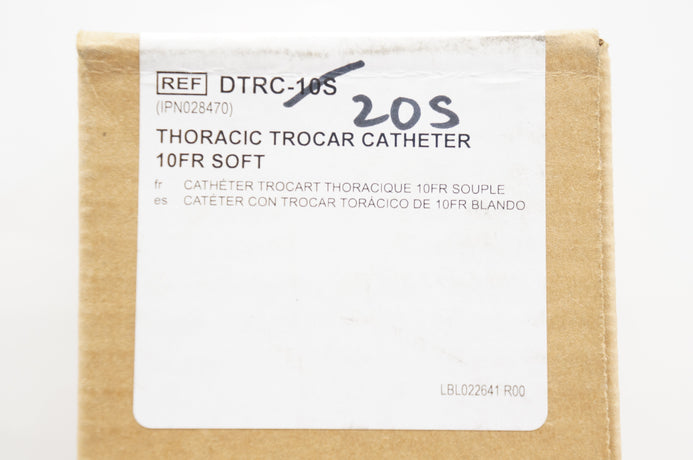 REF DTRC-10S
20S
(IPN028470)
THORACIC TROCAR CATHETER
10FR SOFT
fr CATHÉTER TROCART THORACIQUE 10FR SOUPLE
es CATÉTER CON TROCAR TORÁCICO DE 10FR BLANDO
LBL022641 R00